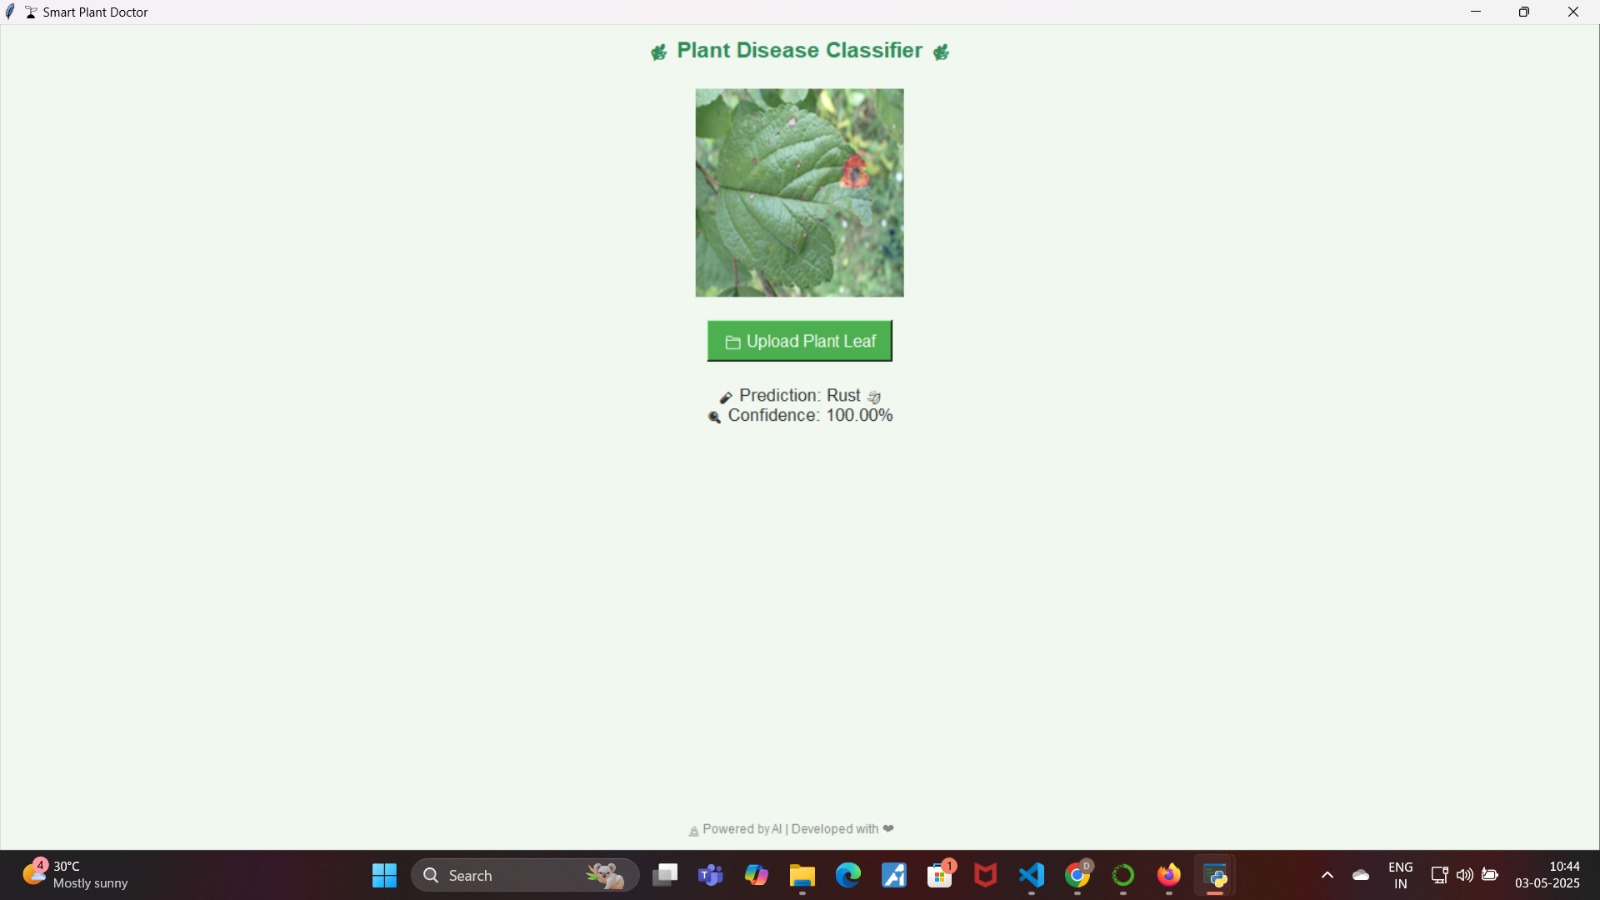 Smart Plant Doctor
Plant Disease Classifier
Upload Plant Leaf
Prediction: Rust
Confidence: 100.00%
Powered by AI | Developed with ❤
4
30°C
Mostly sunny
Search
1
D
ENG
IN
10:44
03-05-2025